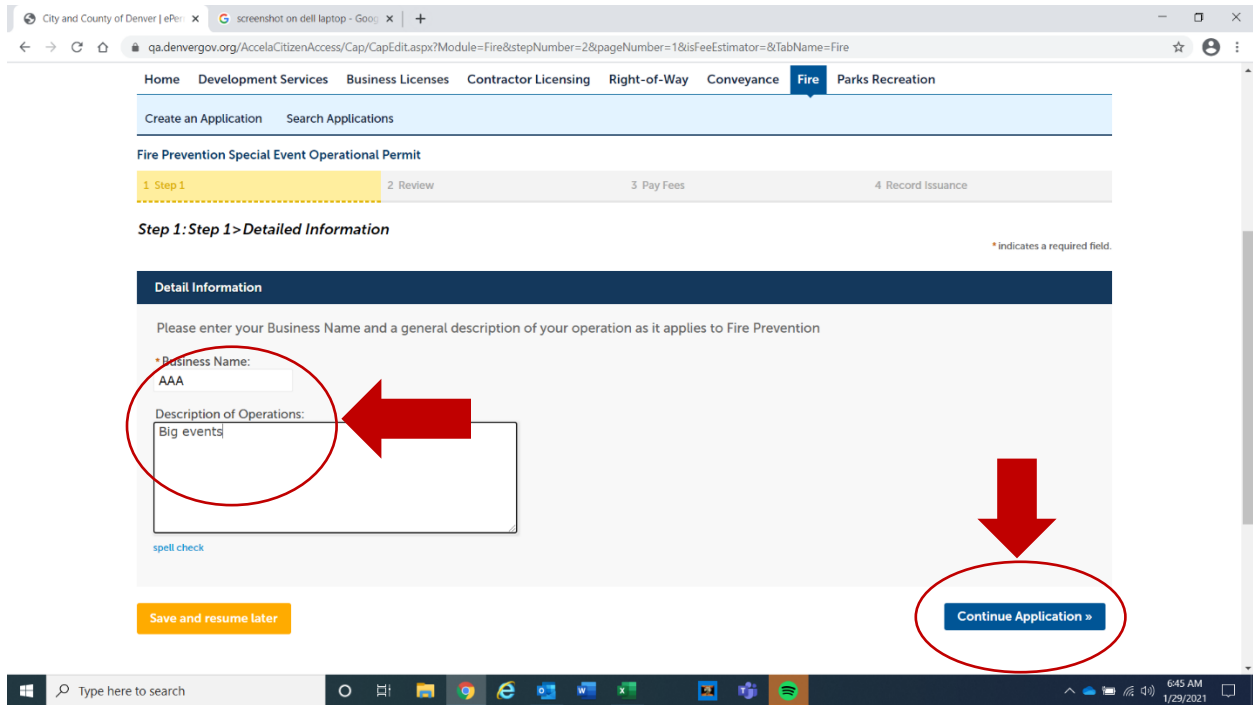 City and County of Denver | ePer
screenshot on dell laptop - Goog
qa.denvergov.org/AccelaCitizenAccess/Cap/CapEdit.aspx?Module=Fire&stepNumber=2&pageNumber=1&isFeeEstimator=&TabName=Fire
Home Development Services Business Licenses Contractor Licensing Right-of-Way Conveyance Fire Parks Recreation
Create an Application Search Applications
Fire Prevention Special Event Operational Permit
1 Step 1 2 Review 3 Pay Fees 4 Record Issuance
Step 1: Step 1>Detailed Information
* indicates a required field.
Detail Information
Please enter your Business Name and a general description of your operation as it applies to Fire Prevention
* Business Name:
AAA
Description of Operations:
Big events
spell check
Save and resume later
Continue Application »
Type here to search
6:45 AM
1/29/2021